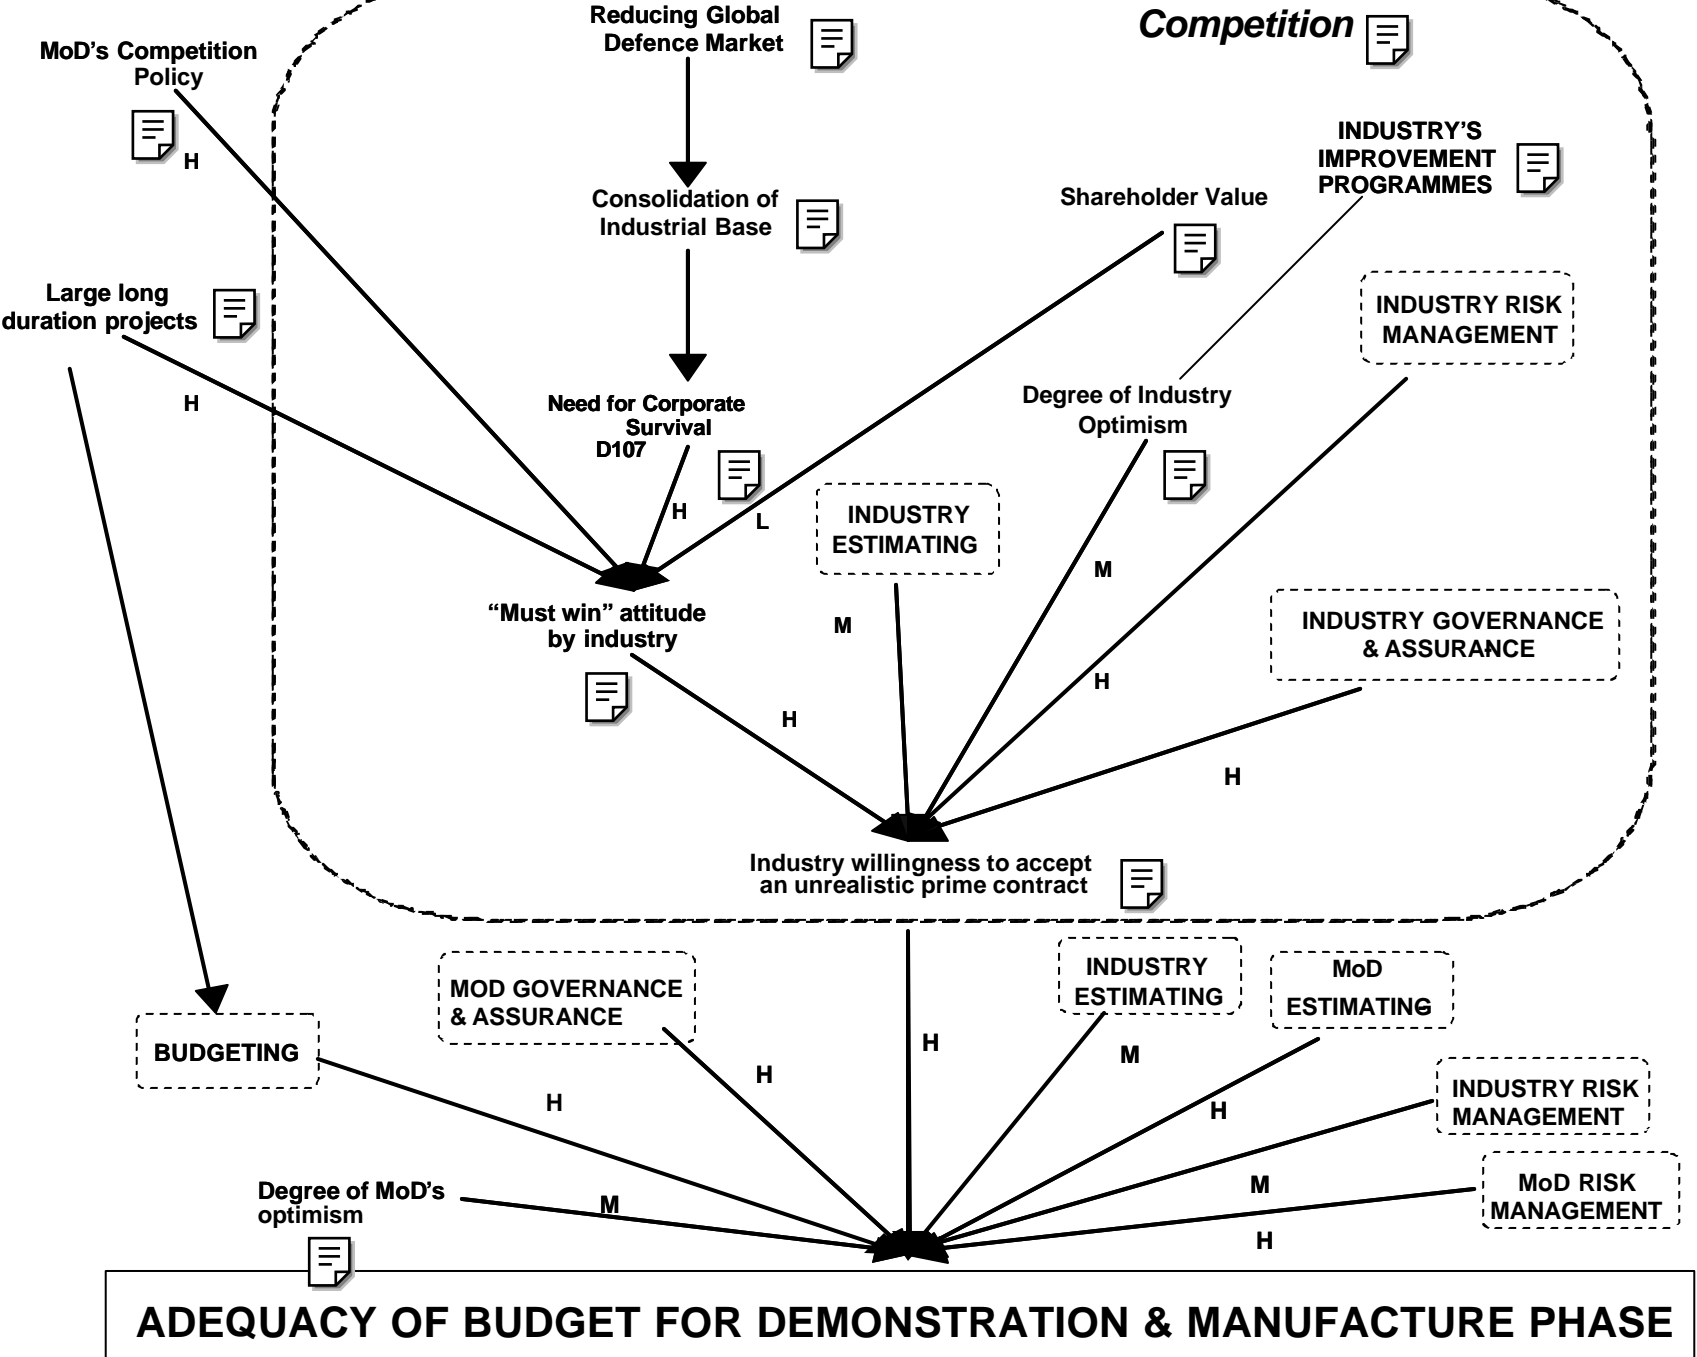 Reducing Global
Defence Market
Competition
MoD’s Competition
Policy
H
INDUSTRY’S
IMPROVEMENT
PROGRAMMES
Consolidation of
Industrial Base
Shareholder Value
Large long
duration projects
INDUSTRY RISK
MANAGEMENT
H
Need for Corporate
Survival
D107
Degree of Industry
Optimism
H
L
INDUSTRY
ESTIMATING
M
“Must win” attitude
by industry
M
INDUSTRY GOVERNANCE
& ASSURANCE
H
H
H
Industry willingness to accept
an unrealistic prime contract
MOD GOVERNANCE
& ASSURANCE
INDUSTRY
ESTIMATING
MoD
ESTIMATING
BUDGETING
H
H
M
H
H
INDUSTRY RISK
MANAGEMENT
Degree of MoD’s
optimism
M
M
MoD RISK
MANAGEMENT
H
ADEQUACY OF BUDGET FOR DEMONSTRATION & MANUFACTURE PHASE